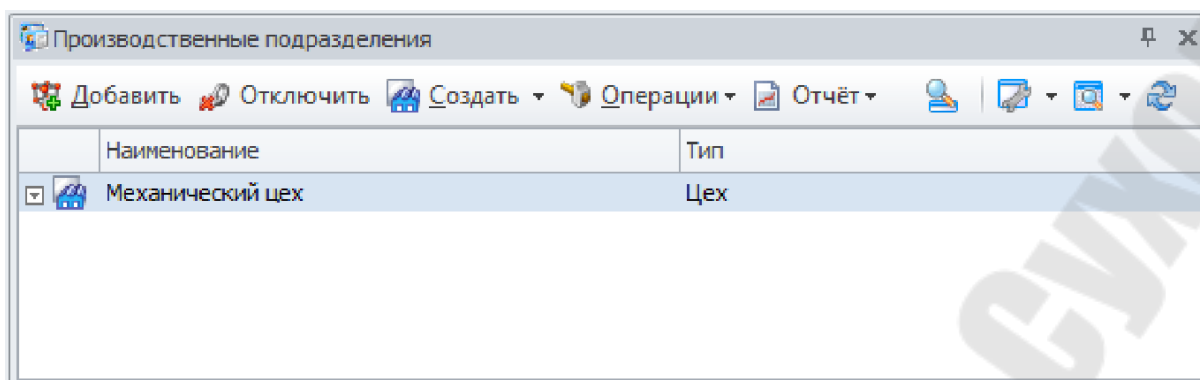 Производственные подразделения
Добавить Отключить Создать Операции Отчёт
Наименование Тип
Механический цех Цех